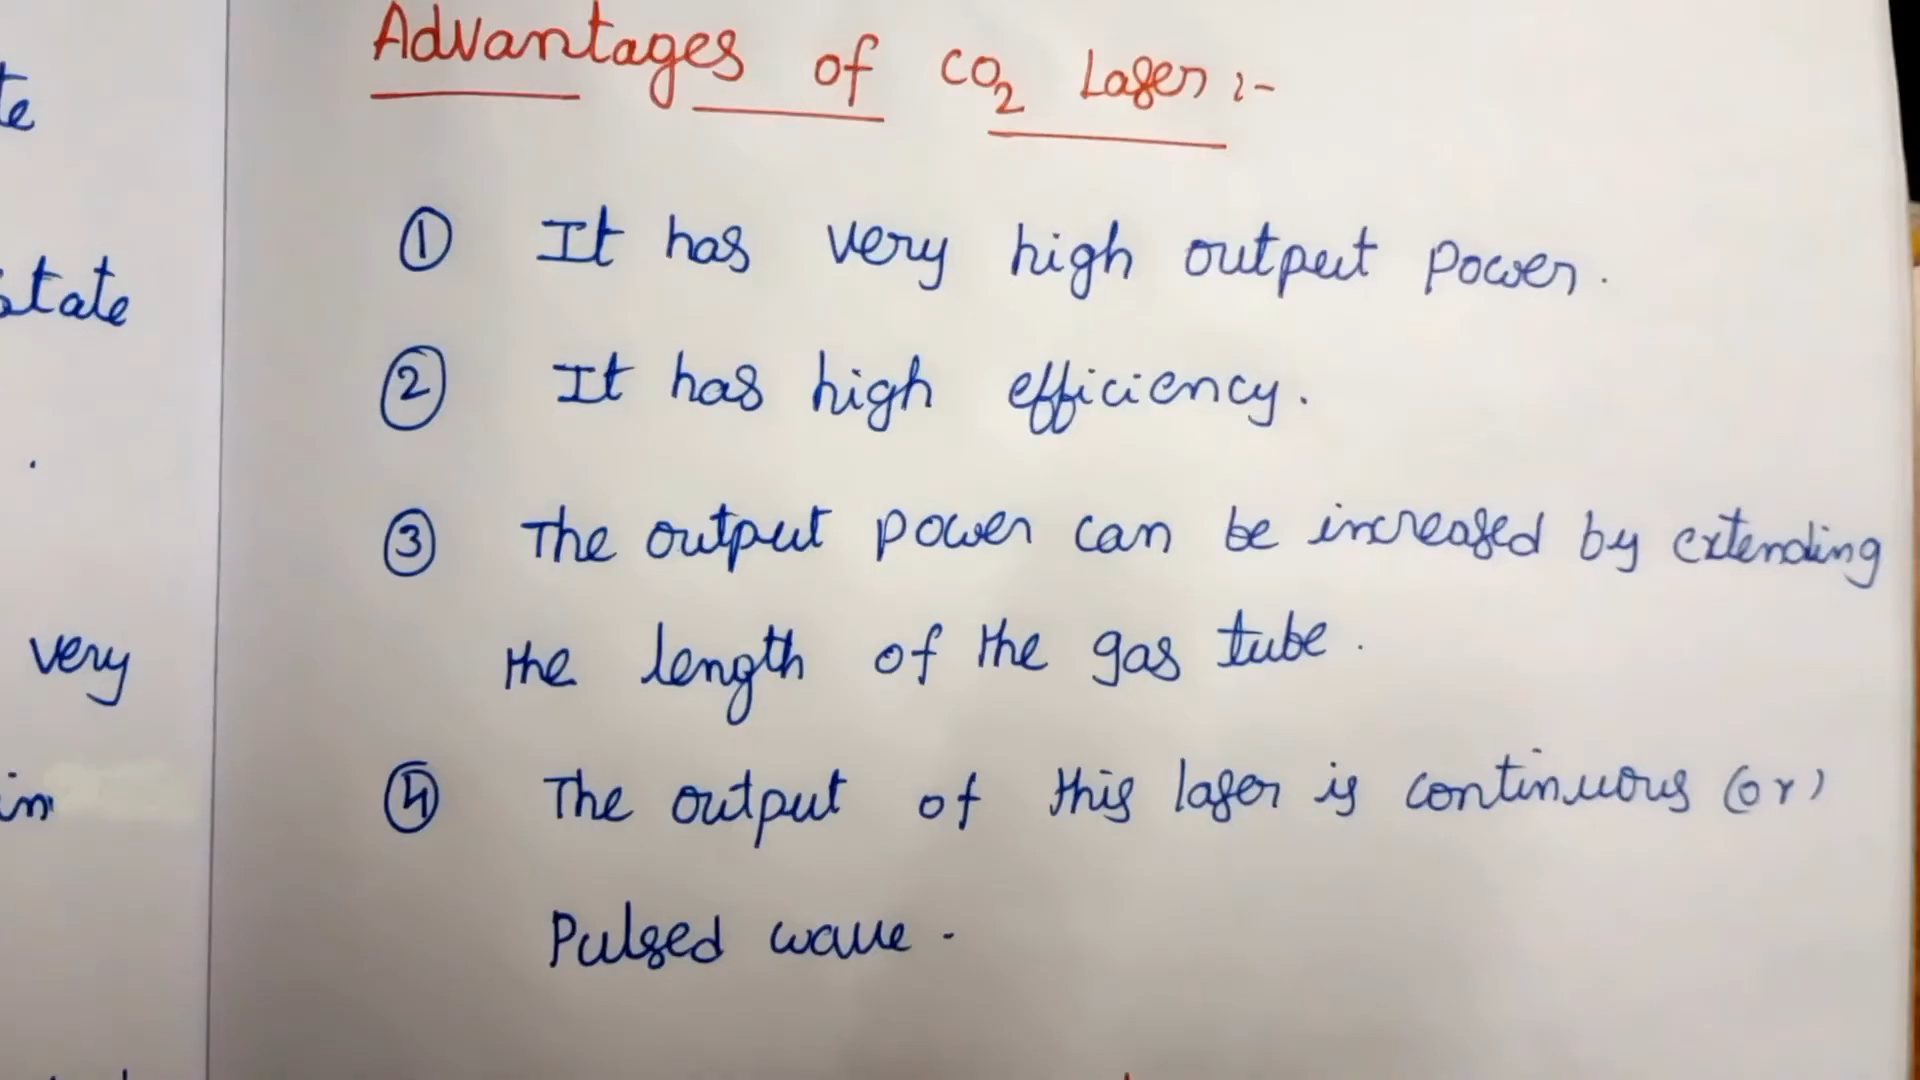 te
state
very
in
Advantages of CO₂ Laser :-
① It has very high output power.
② It has high efficiency.
③ The output power can be increased by extending
the length of the gas tube.
④ The output of this laser is continuous (or)
Pulsed wave.